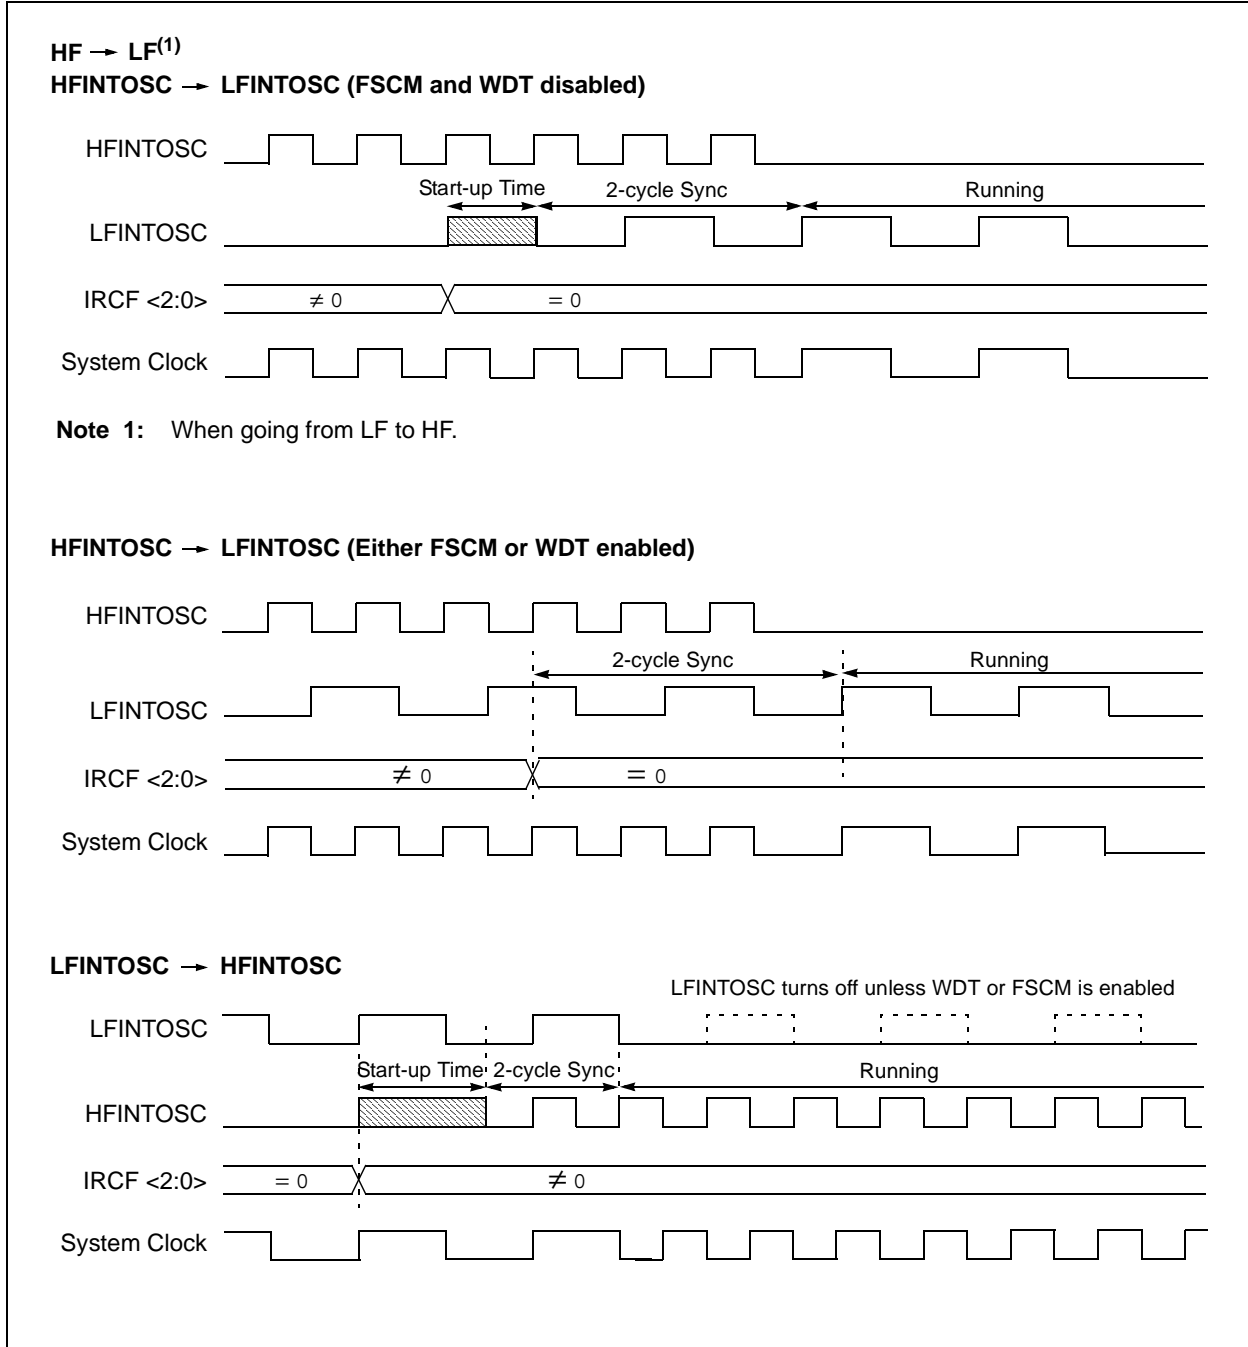 HF → LF(1)
HFINTOSC → LFINTOSC (FSCM and WDT disabled)
HFINTOSC
Start-up Time 2-cycle Sync Running
LFINTOSC
IRCF <2:0> ≠ 0 = 0
System Clock
Note 1: When going from LF to HF.
HFINTOSC → LFINTOSC (Either FSCM or WDT enabled)
HFINTOSC
2-cycle Sync Running
LFINTOSC
IRCF <2:0> ≠ 0 = 0
System Clock
LFINTOSC → HFINTOSC
LFINTOSC turns off unless WDT or FSCM is enabled
LFINTOSC
Start-up Time 2-cycle Sync Running
HFINTOSC
IRCF <2:0> = 0 ≠ 0
System Clock